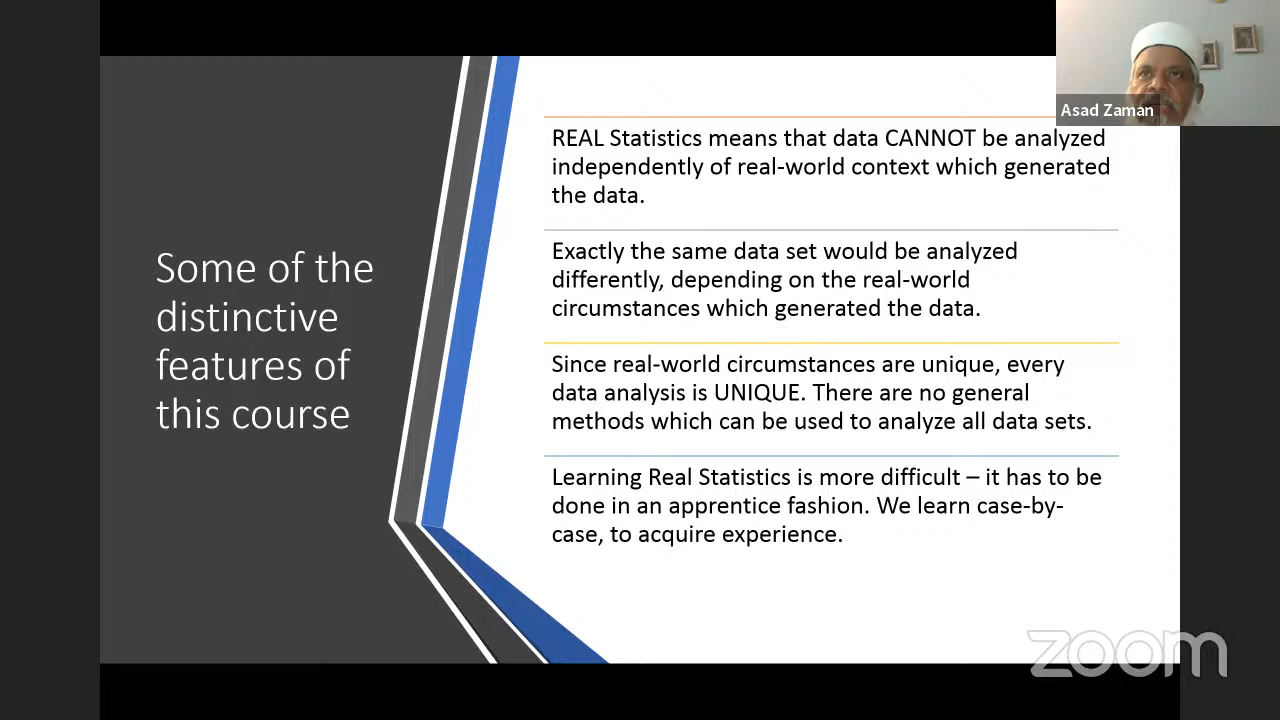 Asad Zaman
Some of the
distinctive
features of
this course
REAL Statistics means that data CANNOT be analyzed
independently of real-world context which generated
the data.
Exactly the same data set would be analyzed
differently, depending on the real-world
circumstances which generated the data.
Since real-world circumstances are unique, every
data analysis is UNIQUE. There are no general
methods which can be used to analyze all data sets.
Learning Real Statistics is more difficult – it has to be
done in an apprentice fashion. We learn case-by-
case, to acquire experience.
zoom